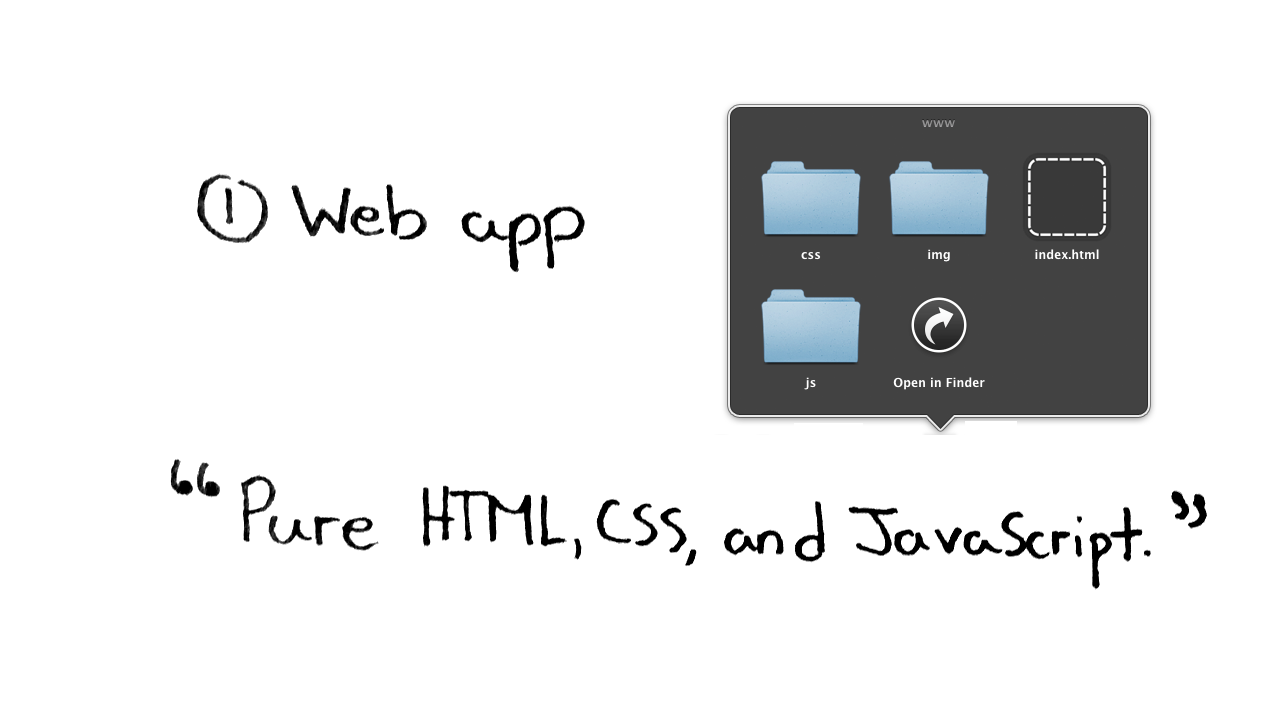 ① Web app
www
css img index.html
js Open in Finder
“Pure HTML, CSS, and JavaScript.”